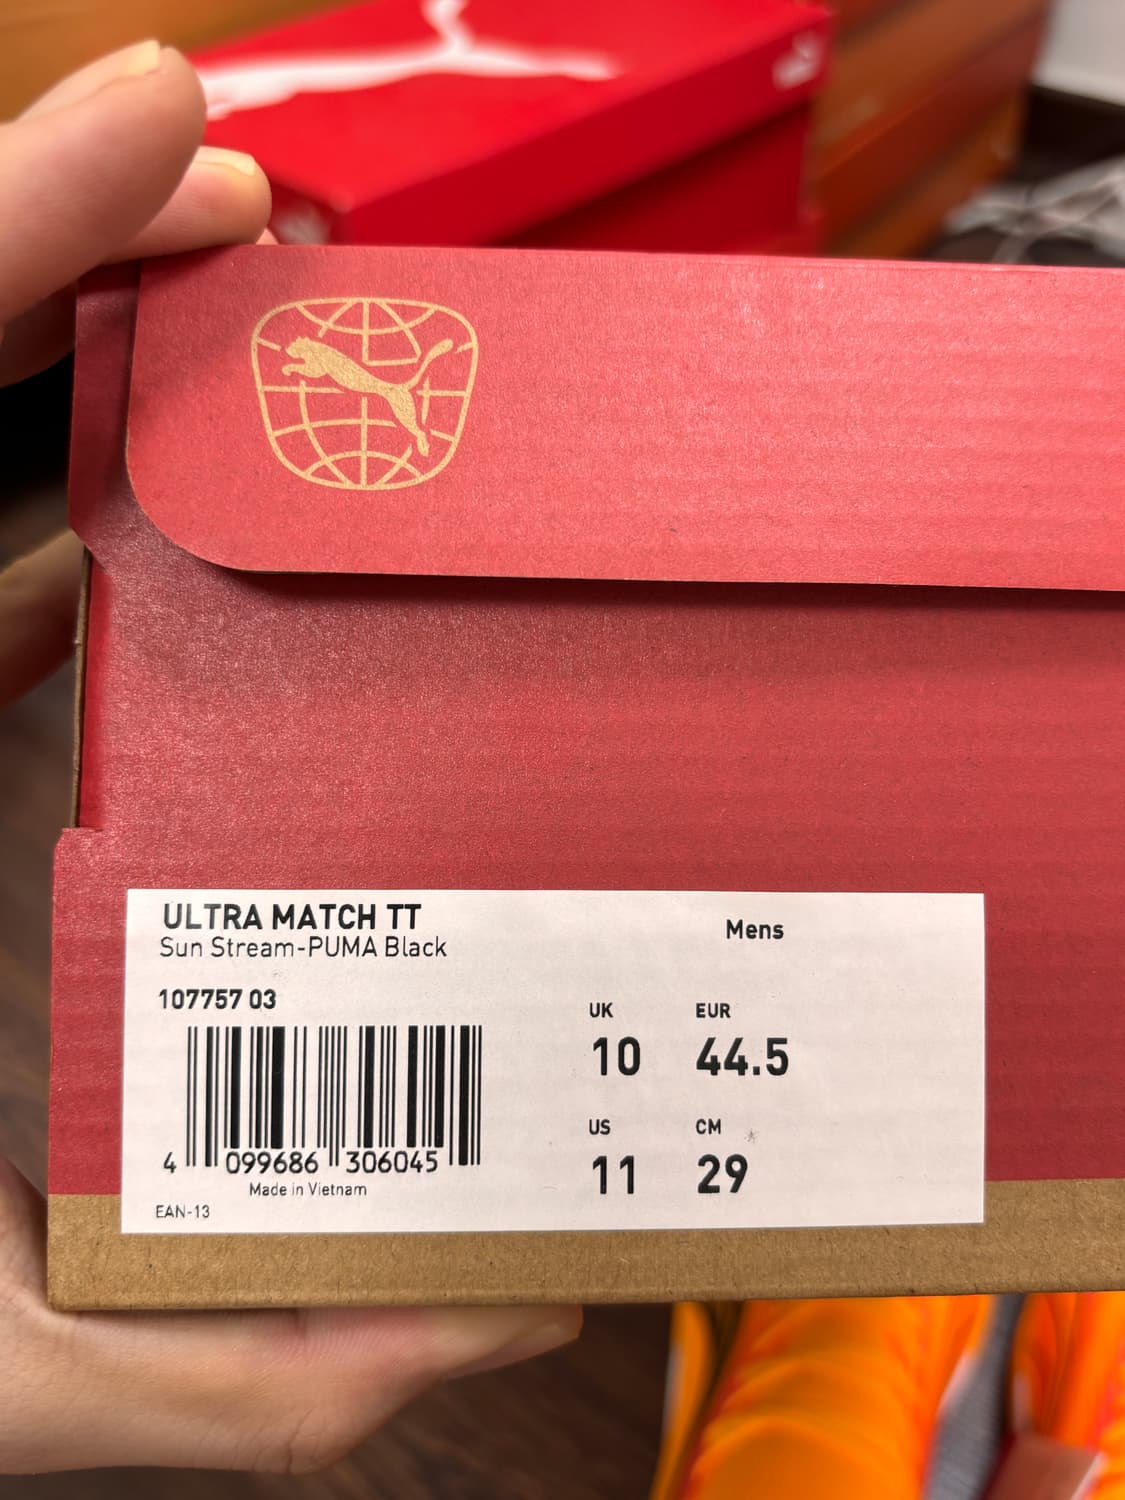 ULTRA MATCH TT
Sun Stream-PUMA Black
Mens
107757 03
UK
EUR
10
44.5
US
CM
11
29
4 099686 306045
Made in Vietnam
EAN-13